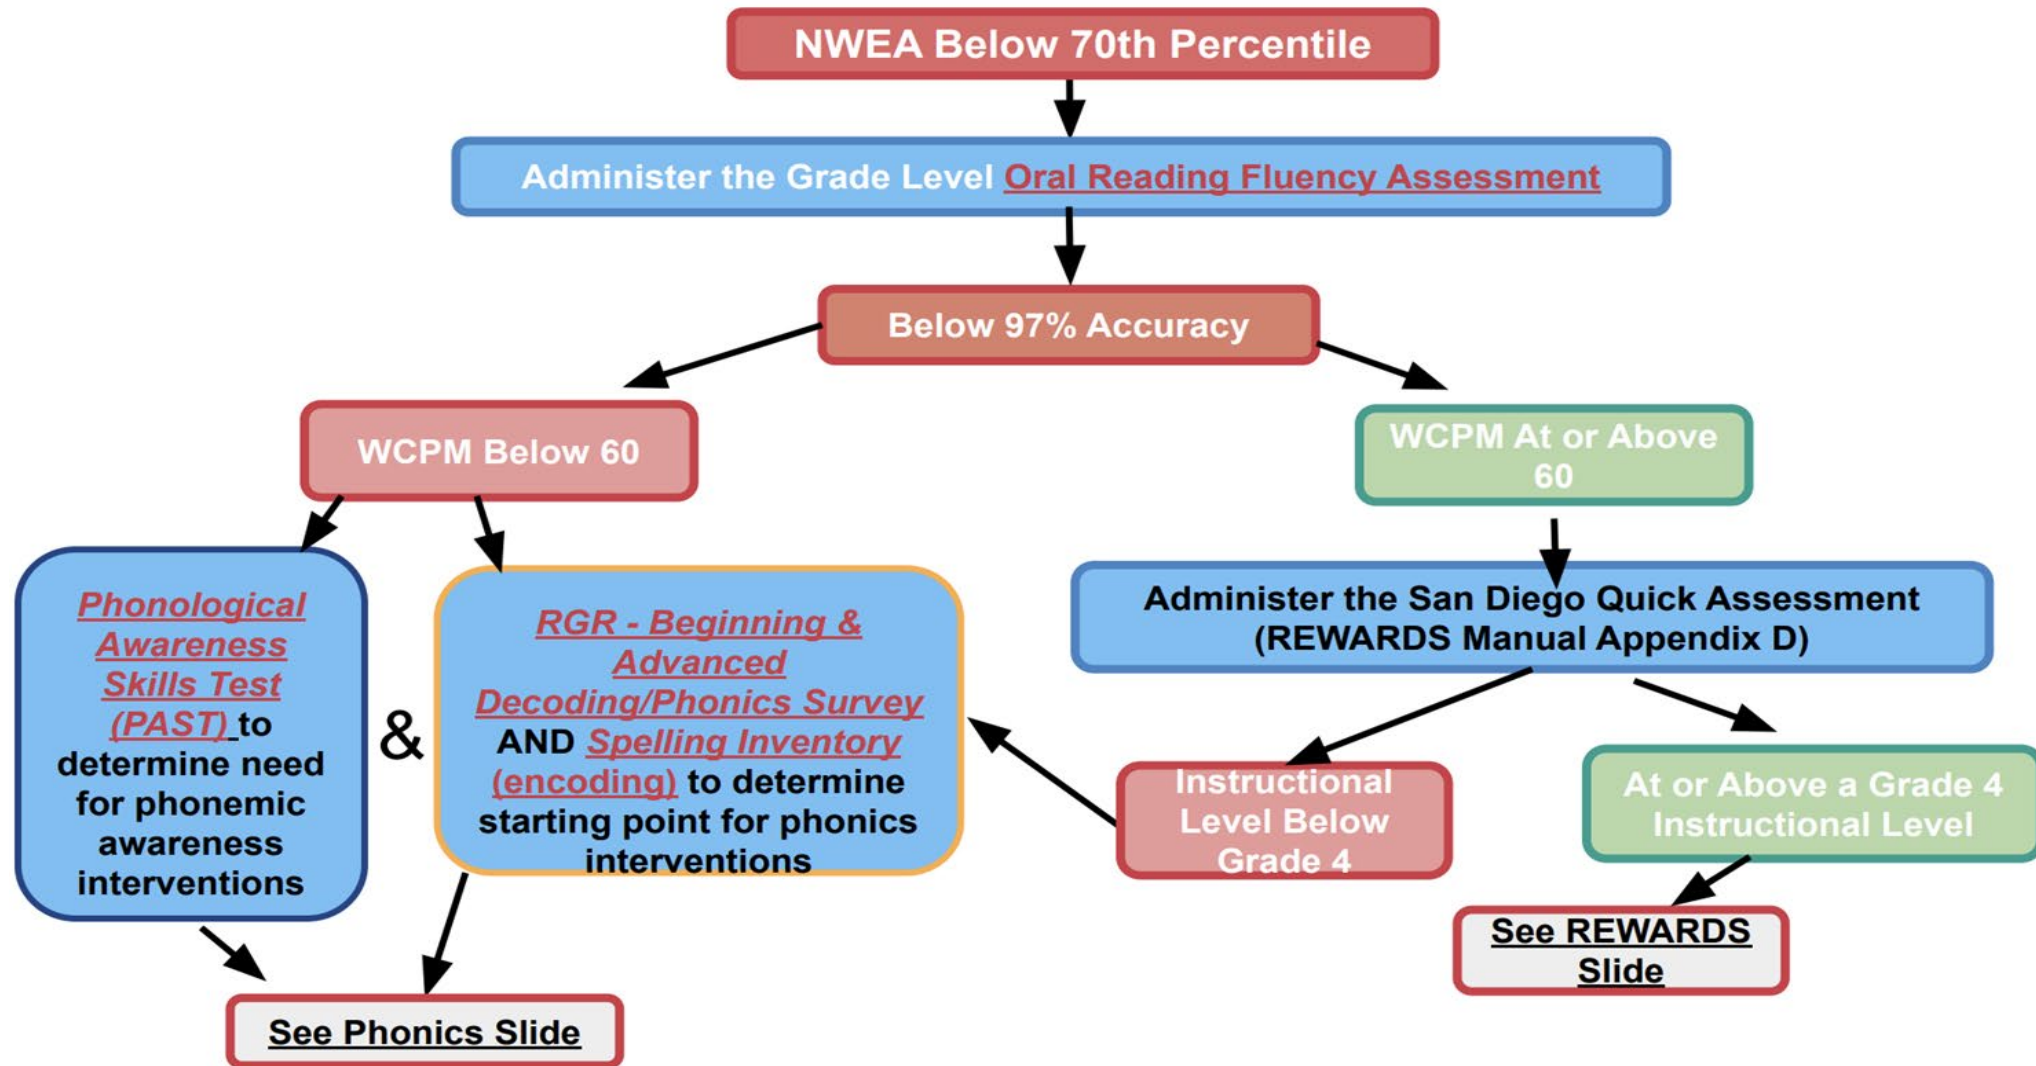 NWEA Below 70th Percentile
Administer the Grade Level Oral Reading Fluency Assessment
Below 97% Accuracy
WCPM Below 60
WCPM At or Above
60
Phonological
Awareness
Skills Test
(PAST) to
determine need
for phonemic
awareness
interventions
&
RGR - Beginning &
Advanced
Decoding/Phonics Survey
AND Spelling Inventory
(encoding) to determine
starting point for phonics
interventions
Administer the San Diego Quick Assessment
(REWARDS Manual Appendix D)
Instructional
Level Below
Grade 4
At or Above a Grade 4
Instructional Level
See REWARDS
Slide
See Phonics Slide